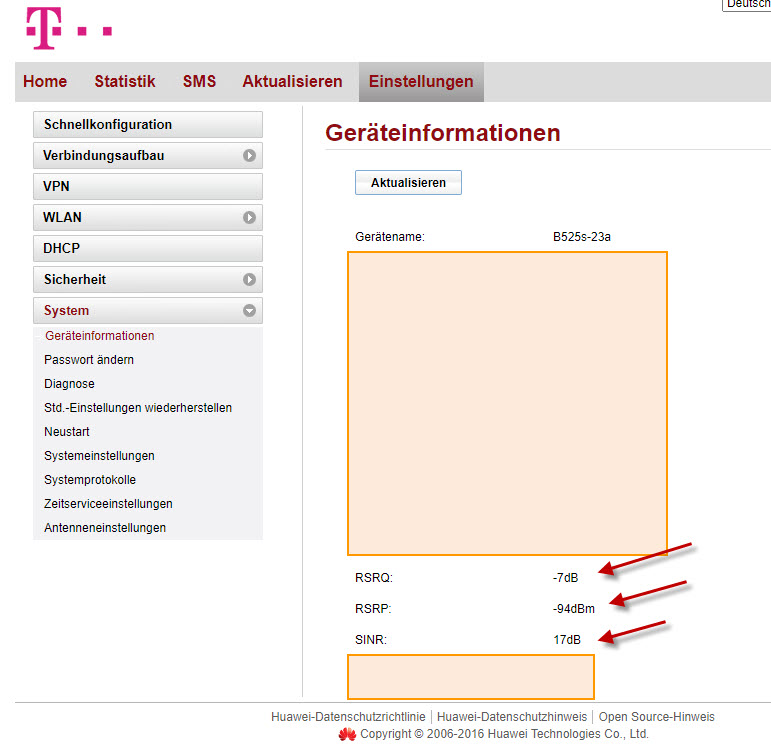 Deutsch
T
Home Statistik SMS Aktualisieren Einstellungen
Schnellkonfiguration
Verbindungsaufbau
VPN
WLAN
DHCP
Sicherheit
System
Geräteinformationen
Passwort ändern
Diagnose
Std.-Einstellungen wiederherstellen
Neustart
Systemeinstellungen
Systemprotokolle
Zeitserviceeinstellungen
Antenneneinstellungen
Geräteinformationen
Aktualisieren
Gerätename: B525s-23a
RSRQ: -7dB
RSRP: -94dBm
SINR: 17dB
Huawei-Datenschutzrichtlinie | Huawei-Datenschutzhinweis | Open Source-Hinweis
Copyright © 2006-2016 Huawei Technologies Co., Ltd.